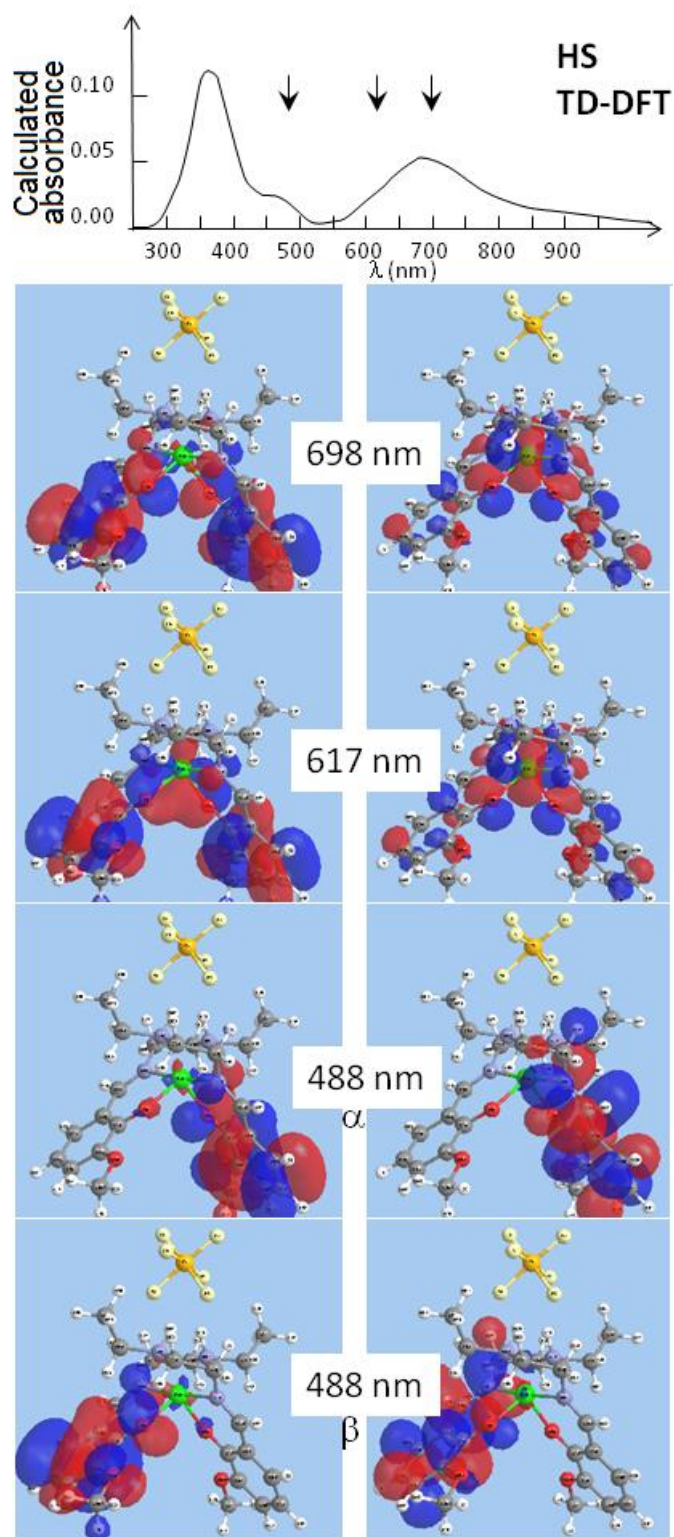 HS
TD-DFT
Calculated
absorbance
0.10
0.05
0.00
300 400 500 600 700 800 900
λ (nm)
698 nm
617 nm
488 nm
α
488 nm
β